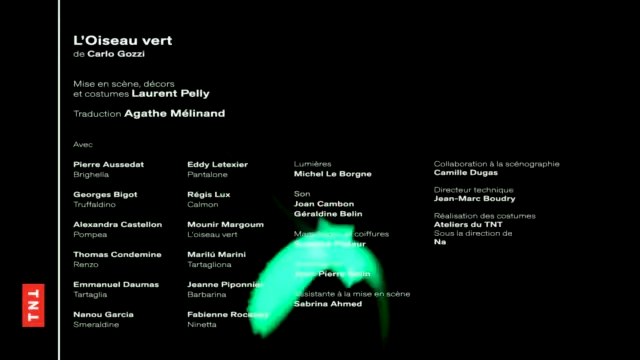 L'Oiseau vert
de Carlo Gozzi
Mise en scène, décors
et costumes Laurent Pelly
Traduction Agathe Mélinand
Avec
Pierre Aussedat
Brighella
Georges Bigot
Truffaldino
Alexandra Castellon
Pompea
Thomas Condemine
Renzo
Emmanuel Daumas
Tartaglia
Nanou Garcia
Smeraldine
Eddy Letexier
Pantalone
Régis Lux
Calmon
Mounir Margoum
L'oiseau vert
Marilú Marini
Tartagliona
Jeanne Piponnier
Barbarina
Fabienne Rocaboy
Ninetta
Lumières
Michel Le Borgne
Son
Joan Cambon
Géraldine Belin
et coiffures
Assistante à la mise en scène
Sabrina Ahmed
Collaboration à la scénographie
Camille Dugas
Directeur technique
Jean-Marc Boudry
Réalisation des costumes
Ateliers du TNT
Sous la direction de
Na
TNT